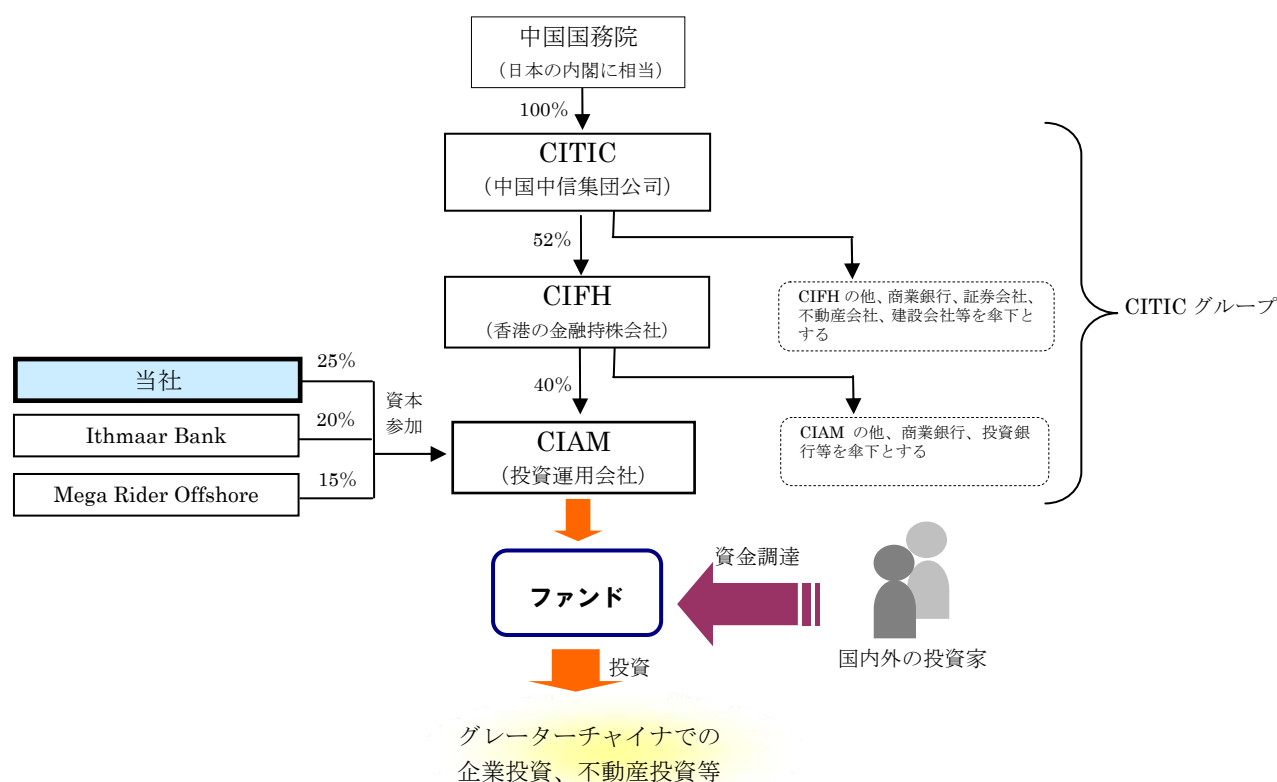 中国国務院
（日本の内閣に相当）
100%
CITIC
（中国中信集団公司）
52%
CIFH
（香港の金融持株会社）
CIFH の他、商業銀行、証券会社、
不動産会社、建設会社等を傘下と
する
CITIC グループ
当社
25%
Ithmaar Bank
20%
Mega Rider Offshore
15%
資本
参加
40%
CIAM
（投資運用会社）
CIAM の他、商業銀行、投資銀
行等を傘下とする
ファンド
資金調達
国内外の投資家
投資
グレーターチャイナでの
企業投資、不動産投資等